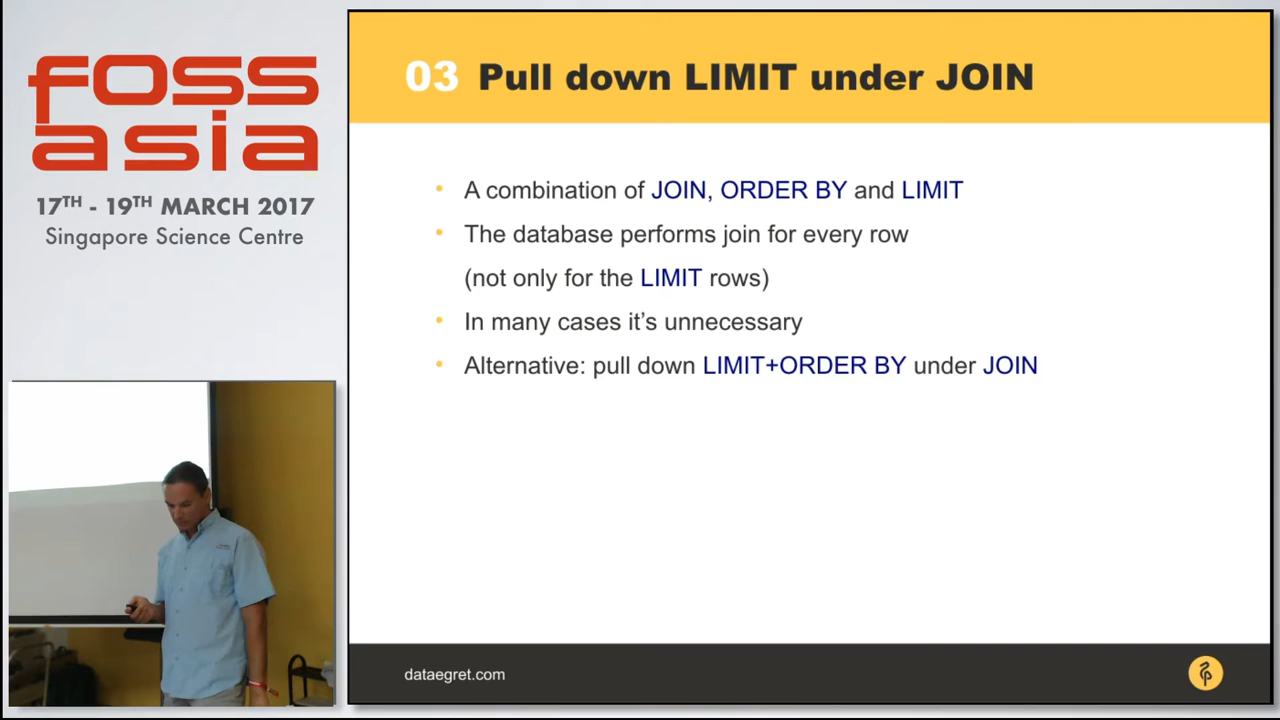 foss
asia
17TH - 19TH MARCH 2017
Singapore Science Centre
03 Pull down LIMIT under JOIN
• A combination of JOIN, ORDER BY and LIMIT
• The database performs join for every row
(not only for the LIMIT rows)
• In many cases it's unnecessary
• Alternative: pull down LIMIT+ORDER BY under JOIN
dataegret.com